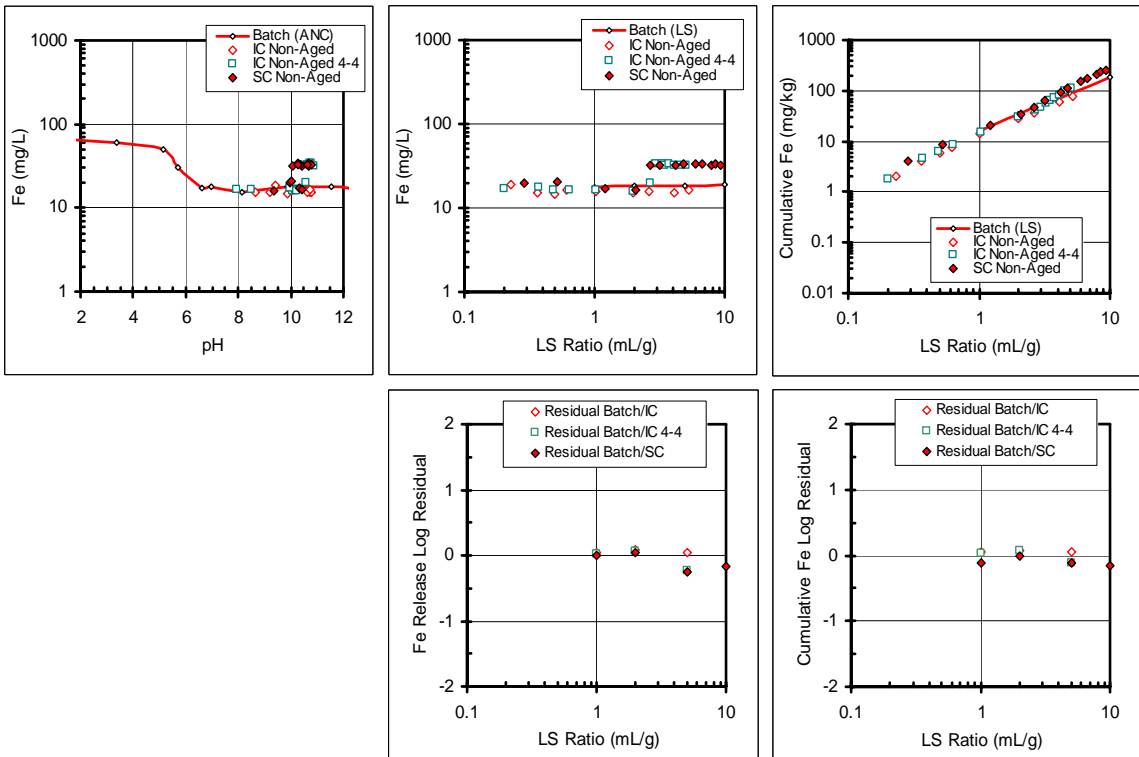 Fe (mg/L)
1000
100
10
1
2 4 6 8 10 12
pH
Batch (ANC)
IC Non-Aged
IC Non-Aged 4-4
SC Non-Aged
Fe (mg/L)
1000
100
10
1
0.1 1 10
LS Ratio (mL/g)
Batch (LS)
IC Non-Aged
IC Non-Aged 4-4
SC Non-Aged
Cumulative Fe (mg/kg)
1000
100
10
1
0.1
0.01
0.1 1 10
LS Ratio (mL/g)
Batch (LS)
IC Non-Aged
IC Non-Aged 4-4
SC Non-Aged
Fe Release Log Residual
2
1
0
-1
-2
0.1 1 10
LS Ratio (mL/g)
Residual Batch/IC
Residual Batch/IC 4-4
Residual Batch/SC
Cumulative Fe Log Residual
2
1
0
-1
-2
0.1 1 10
LS Ratio (mL/g)
Residual Batch/IC
Residual Batch/IC 4-4
Residual Batch/SC